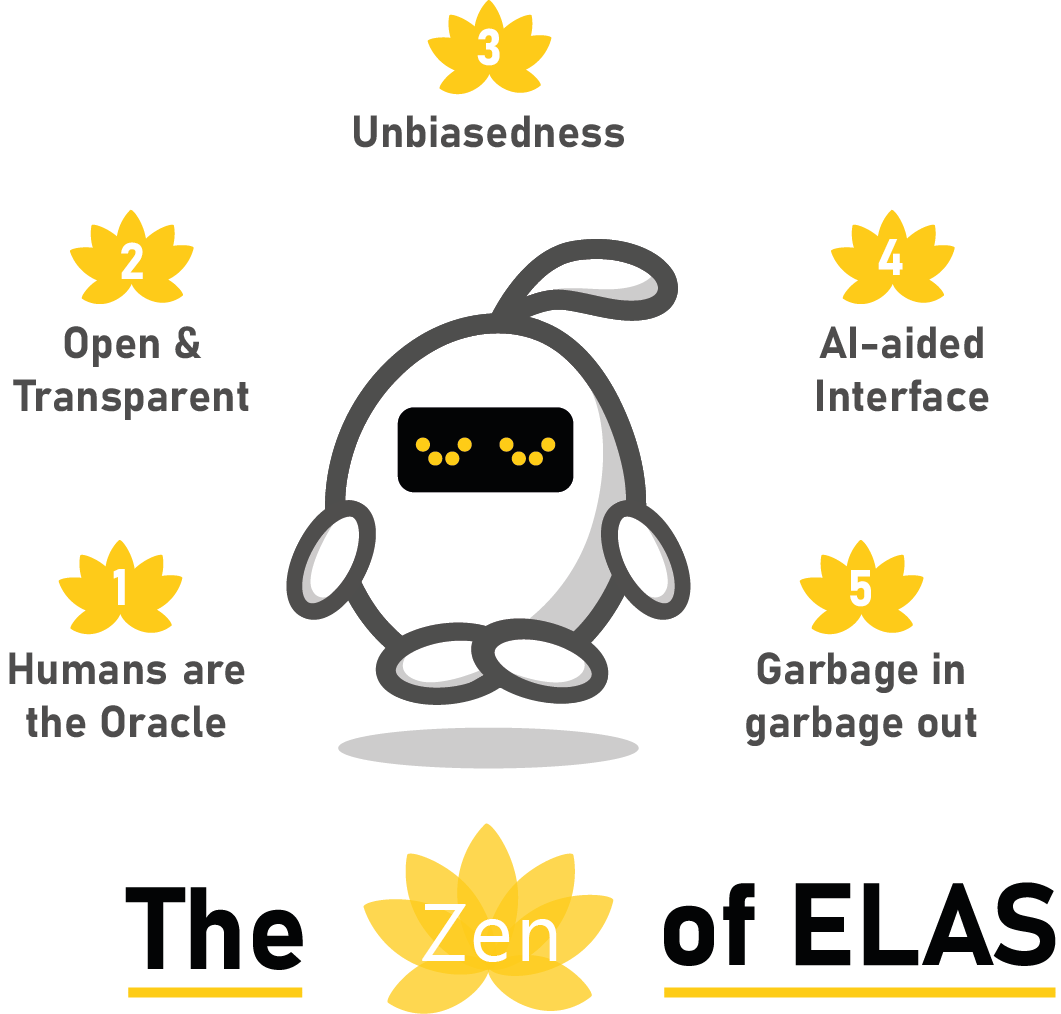 3
Unbiasedness
2
Open &
Transparent
4
AI-aided
Interface
1
Humans are
the Oracle
5
Garbage in
garbage out
The Zen of ELAS